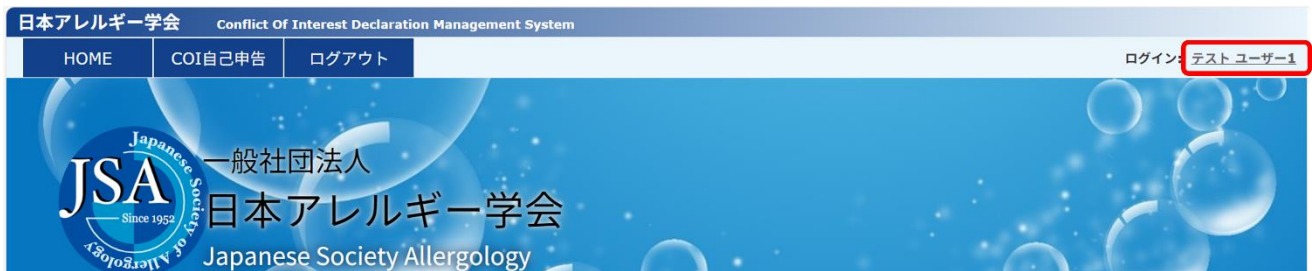 日本アレルギー学会 Conflict Of Interest Declaration Management System
HOME COI自己申告 ログアウト ログイン: テスト ユーザー1
Japanese Society of Allergology
JSA
Since 1952
一般社団法人
日本アレルギー学会
Japanese Society Allergology